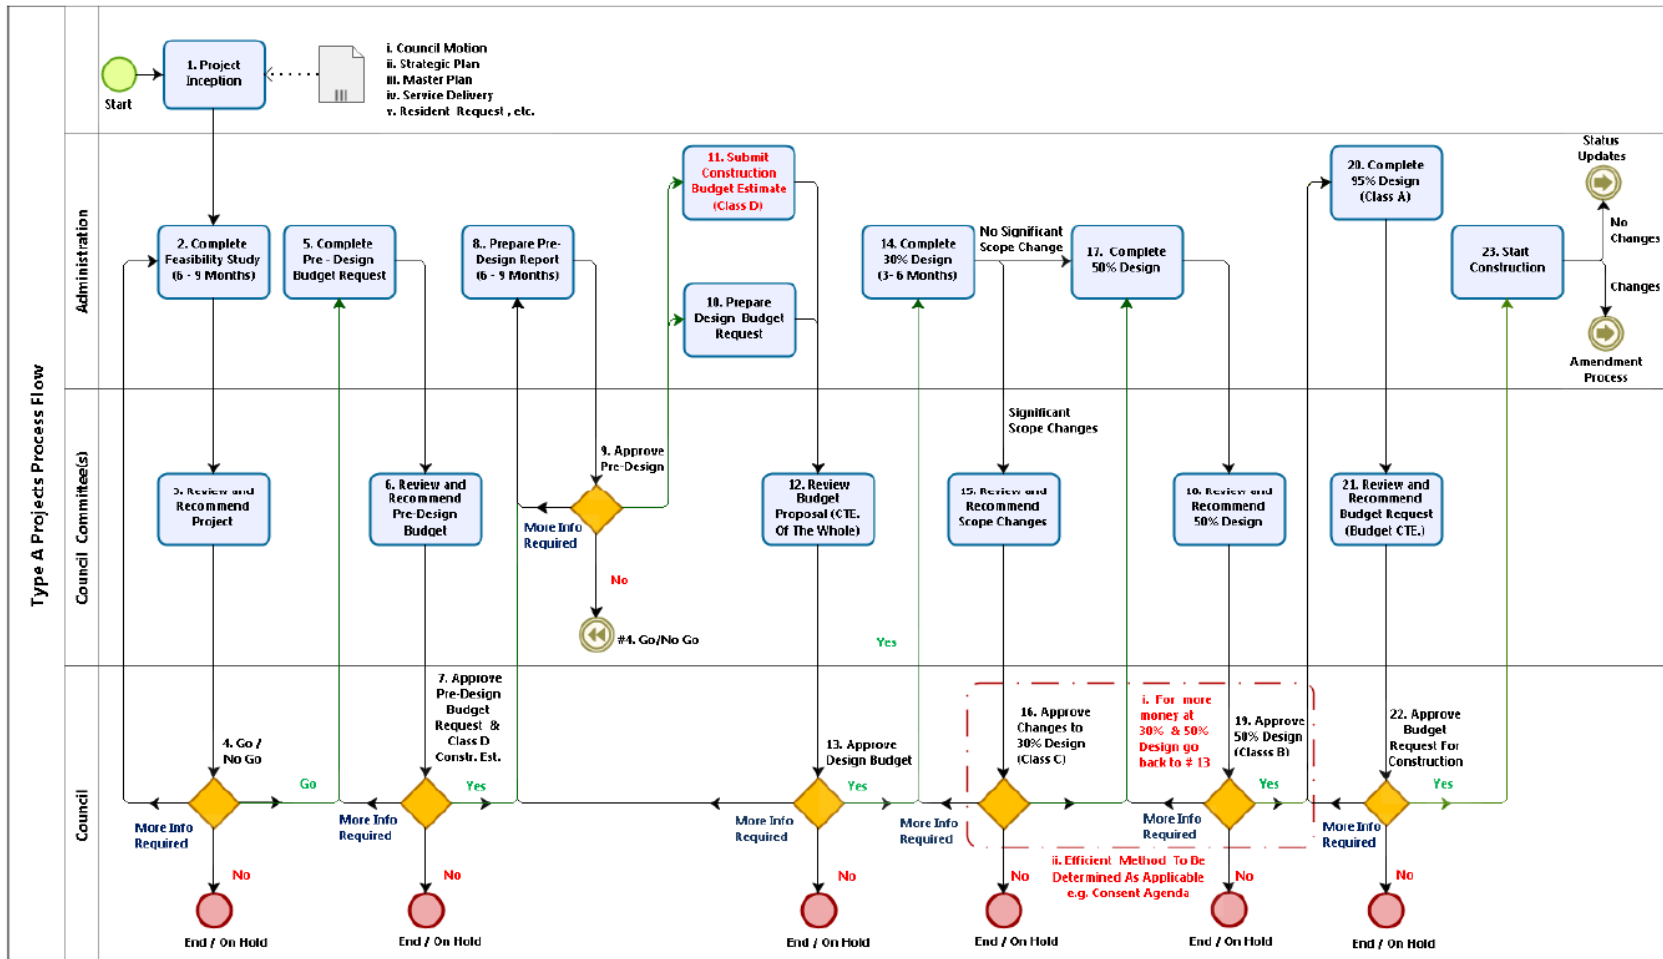 Type A Projects Process Flow
Start
1. Project
Inception
i. Council Motion
ii. Strategic Plan
iii. Master Plan
iv. Service Delivery
v. Resident Request , etc.
Administration
2. Complete
Feasibility Study
(6 - 9 Months)
5. Complete
Pre - Design
Budget Request
8.. Prepare Pre-
Design Report
(6 - 9 Months)
11. Submit
Construction
Budget Estimate
(Class D)
10. Prepare
Design Budget
Request
14. Complete
30% Design
(3- 6 Months)
No Significant
Scope Change
17. Complete
50% Design
20. Complete
95% Design
(Class A)
23. Start
Construction
Status
Updates
No
Changes
Changes
Amendment
Process
Council Committee(s)
3. Review and
Recommend
Project
6. Review and
Recommend
Pre-Design
Budget
9. Approve
Pre-Design
More Info
Required
No
#4. Go/No Go
12. Review
Budget
Proposal (CTE.
Of The Whole)
Yes
Significant
Scope Changes
15. Review and
Recommend
Scope Changes
Review and
Recommend
50% Design
21. Review and
Recommend
Budget Request
(Budget CTE.)
Council
4. Go /
No Go
Go
More Info
Required
No
End / On Hold
7. Approve
Pre-Design
Budget
Request &
Class D
Constr. Est.
Yes
More Info
Required
No
End / On Hold
13. Approve
Design Budget
Yes
More Info
Required
No
End / On Hold
16. Approve
Changes to
30% Design
(Class C)
More Info
Required
No
End / On Hold
i. For more
money at
30% & 50%
Design go
back to # 13
19. Approve
50% Design
(Classs B)
Yes
More Info
Required
ii. Efficient Method To Be
Determined As Applicable
e.g. Consent Agenda
No
End / On Hold
22. Approve
Budget
Request For
Construction
Yes
More Info
Required
No
End / On Hold